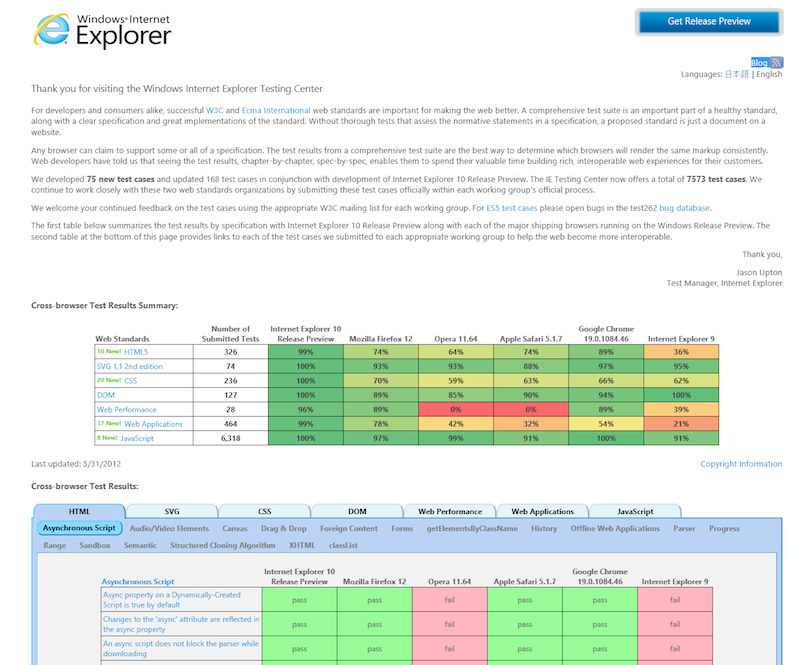 Windows® Internet
Explorer
Get Release Preview
Blog
Languages: 日本語 | English
Thank you for visiting the Windows Internet Explorer Testing Center
For developers and consumers alike, successful W3C and Ecma International web standards are important for making the web better. A comprehensive test suite is an important part of a healthy standard,
along with a clear specification and great implementations of the standard. Without thorough tests that assess the normative statements in a specification, a proposed standard is just a document on a
website.
Any browser can claim to support some or all of a specification. The test results from a comprehensive test suite are the best way to determine which browsers will render the same markup consistently.
Web developers have told us that seeing the test results, chapter-by-chapter, spec-by-spec, enables them to spend their valuable time building rich, interoperable web experiences for their customers.
We developed 75 new test cases and updated 168 test cases in conjunction with development of Internet Explorer 10 Release Preview. The IE Testing Center now offers a total of 7573 test cases. We
continue to work closely with these two web standards organizations by submitting these test cases officially within each working group's official process.
We welcome your continued feedback on the test cases using the appropriate W3C mailing list for each working group. For ES5 test cases please open bugs in the test262 bug database.
The first table below summarizes the test results by specification with Internet Explorer 10 Release Preview along with each of the major shipping browsers running on the Windows Release Preview. The
second table at the bottom of this page provides links to each of the test cases we submitted to each appropriate working group to help the web become more interoperable.
Thank you,
Jason Upton
Test Manager, Internet Explorer
Cross-browser Test Results Summary:
Number of Internet Explorer 10 Google Chrome
Web Standards Submitted Tests Release Preview Mozilla Firefox 12 Opera 11.64 Apple Safari 5.1.7 19.0.1084.46 Internet Explorer 9
10 New! HTML5 326 99% 74% 64% 74% 89% 36%
SVG 1.1 2nd edition 74 100% 93% 93% 88% 97% 95%
20 New! CSS 236 100% 70% 59% 63% 66% 62%
DOM 127 100% 89% 85% 90% 94% 100%
Web Performance 28 96% 89% 0% 0% 89% 39%
37 New! Web Applications 464 99% 78% 42% 32% 54% 21%
8 New! JavaScript 6,318 100% 97% 99% 91% 100% 91%
Last updated: 5/31/2012 Copyright Information
Cross-browser Test Results:
HTML SVG CSS DOM Web Performance Web Applications JavaScript
Asynchronous Script Audio/Video Elements Canvas Drag & Drop Foreign Content Forms getElementsByClassName History Offline Web Applications Parser Progress
Range Sandbox Semantic Structured Cloning Algorithm XHTML classList
Internet Explorer 10 Google Chrome
Asynchronous Script Release Preview Mozilla Firefox 12 Opera 11.64 Apple Safari 5.1.7 19.0.1084.46 Internet Explorer 9
Async property on a Dynamically-Created
Script is true by default pass pass fail pass pass fail
Changes to the 'async' attribute are reflected in
the async property pass pass fail pass pass fail
An async script does not block the parser while
downloading pass pass fail pass pass fail